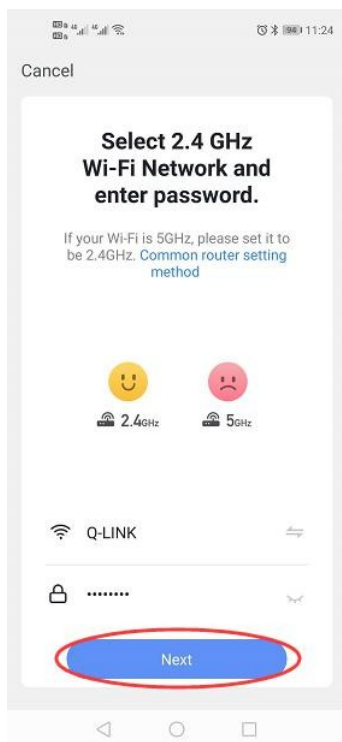 11:24
Cancel
Select 2.4 GHz
Wi-Fi Network and
enter password.
If your Wi-Fi is 5GHz, please set it to
be 2.4GHz. Common router setting
method
2.4GHz 5GHz
Q-LINK
••••••••
Next